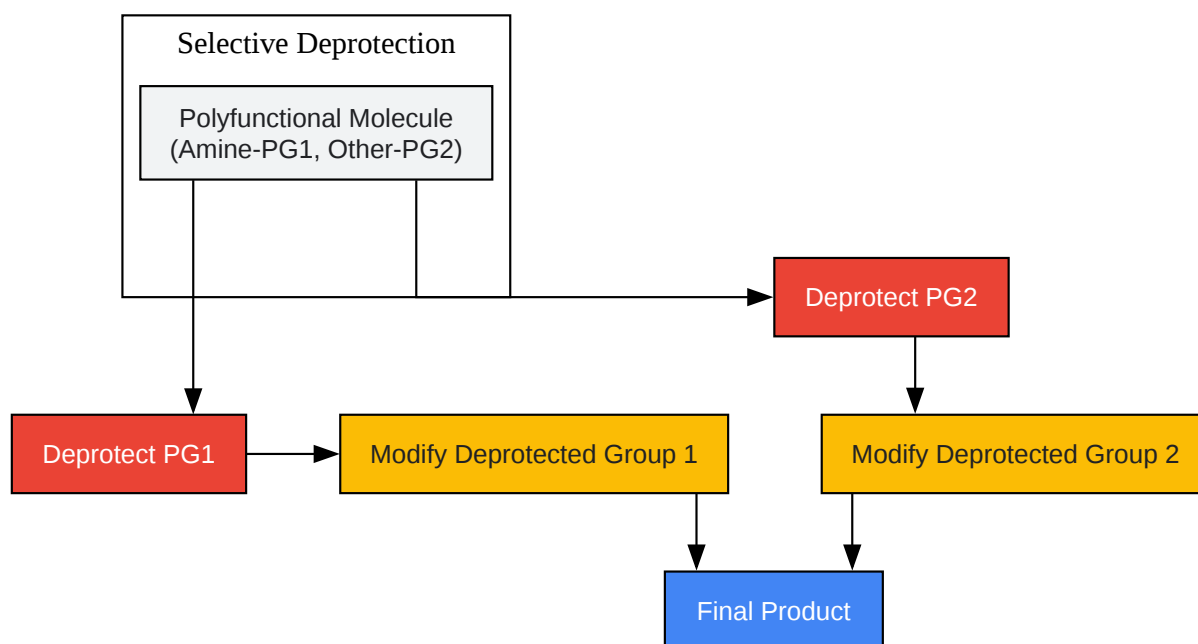 Selective Deprotection
Polyfunctional Molecule
(Amine-PG1, Other-PG2)
Deprotect PG2
Deprotect PG1
Modify Deprotected Group 1
Modify Deprotected Group 2
Final Product